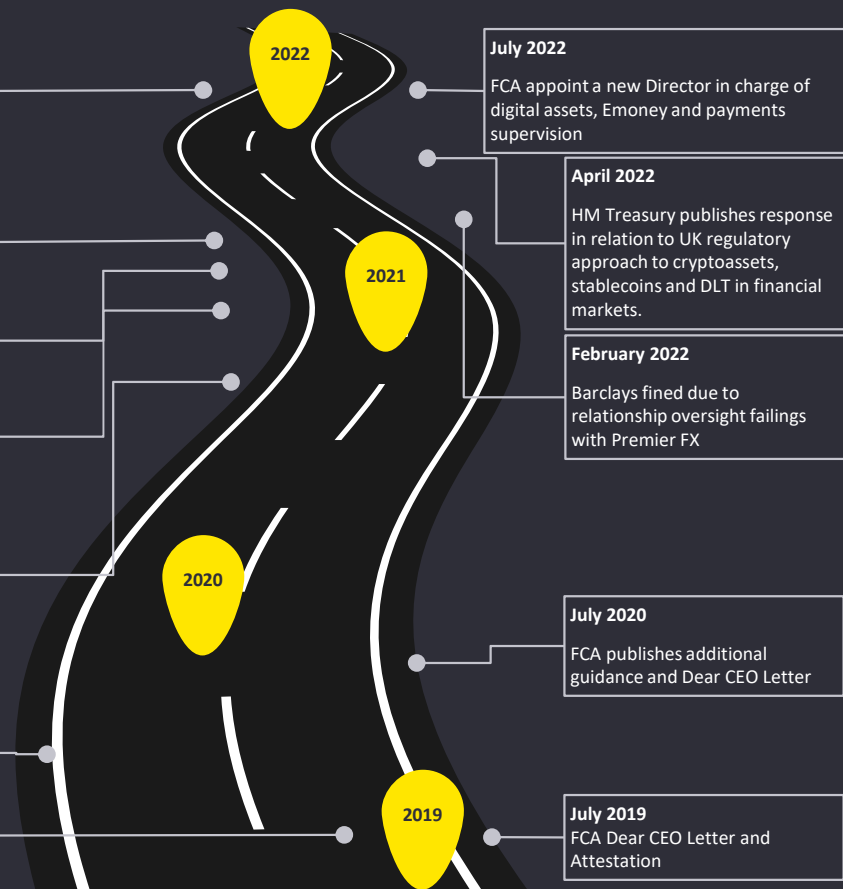 2022
July 2022
FCA appoint a new Director in charge of
digital assets, Emoney and payments
supervision
April 2022
HM Treasury publishes response
in relation to UK regulatory
approach to cryptoassets,
stablecoins and DLT in financial
markets.
2021
February 2022
Barclays fined due to
relationship oversight failings
with Premier FX
2020
July 2020
FCA publishes additional
guidance and Dear CEO Letter
2019
July 2019
FCA Dear CEO Letter and
Attestation